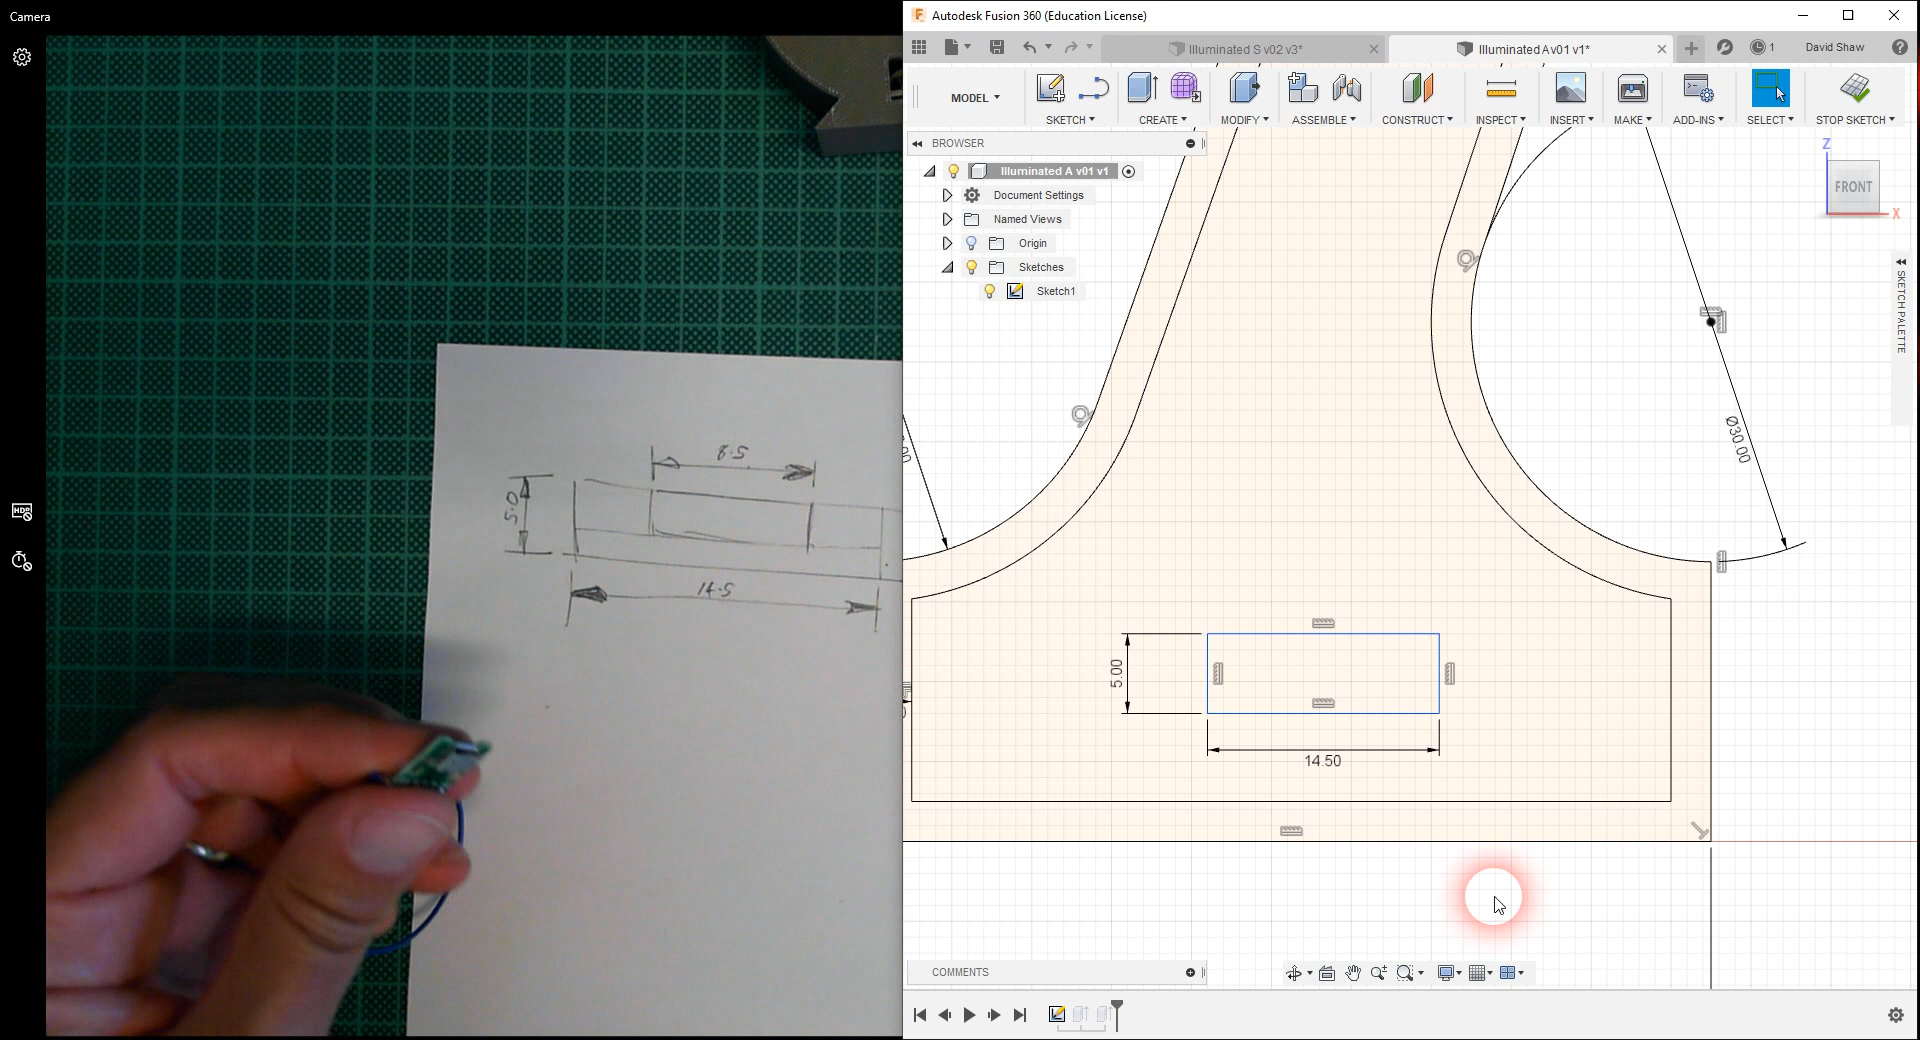 Camera
Autodesk Fusion 360 (Education License)
Illuminated S v02 v3*
Illuminated A v01 v1*
1
David Shaw
MODEL
SKETCH
CREATE
MODIFY
ASSEMBLE
CONSTRUCT
INSPECT
INSERT
MAKE
ADD-INS
SELECT
STOP SKETCH
BROWSER
Illuminated A v01 v1
Document Settings
Named Views
Origin
Sketches
Sketch1
Z
FRONT
X
SKETCH PALETTE
HDR
Ø30.00
8.5
5.0
14.5
5.00
14.50
COMMENTS